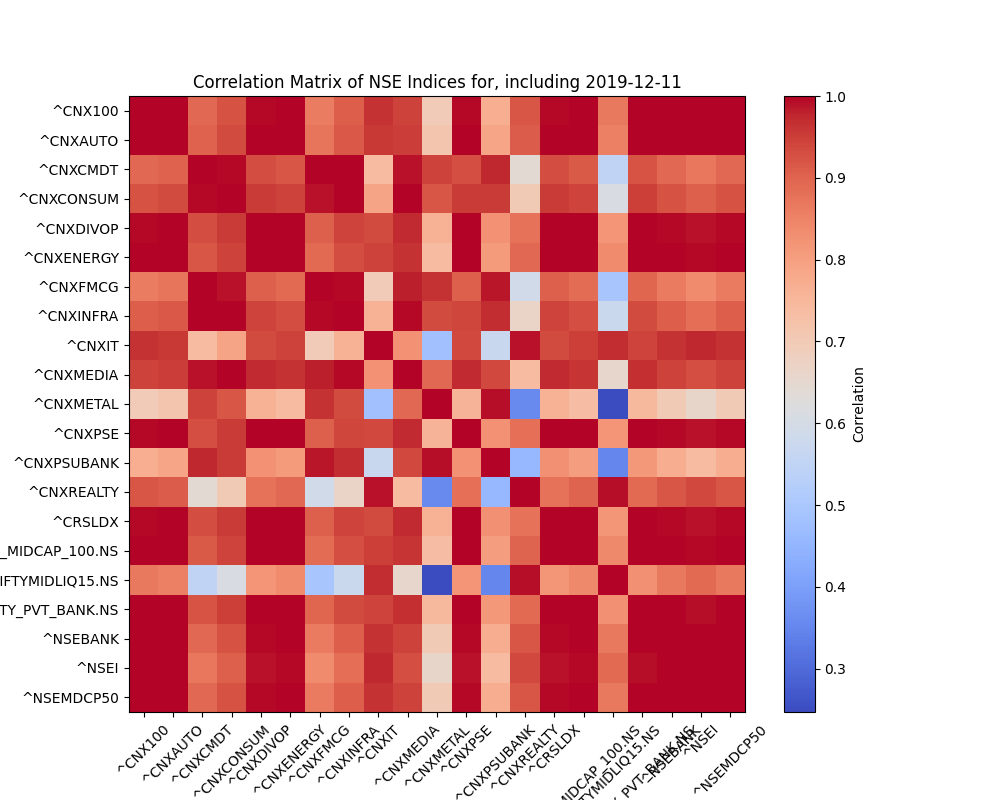 Correlation Matrix of NSE Indices for, including 2019-12-11
^CNX100
^CNXAUTO
^CNXCMDT
^CNXCONSUM
^CNXDIVOP
^CNXENERGY
^CNXFMCG
^CNXINFRA
^CNXIT
^CNXMEDIA
^CNXMETAL
^CNXPSE
^CNXPSUBANK
^CNXREALTY
^CRSLDX
_MIDCAP_100.NS
IFTYMIDLIQ15.NS
TY_PVT_BANK.NS
^NSEBANK
^NSEI
^NSEMDCP50
^CNX100
^CNXAUTO
^CNXCMDT
^CNXCONSUM
^CNXDIVOP
^CNXENERGY
^CNXFMCG
^CNXINFRA
^CNXIT
^CNXMEDIA
^CNXMETAL
^CNXPSE
^CNXPSUBANK
^CNXREALTY
^CRSLDX
MIDCAP_100.NS
TYMIDLIQ15.NS
PVT_BANK.NS
^NSEBANK
^NSEI
^NSEMDCP50
1.0
0.9
0.8
0.7
0.6
0.5
0.4
0.3
Correlation